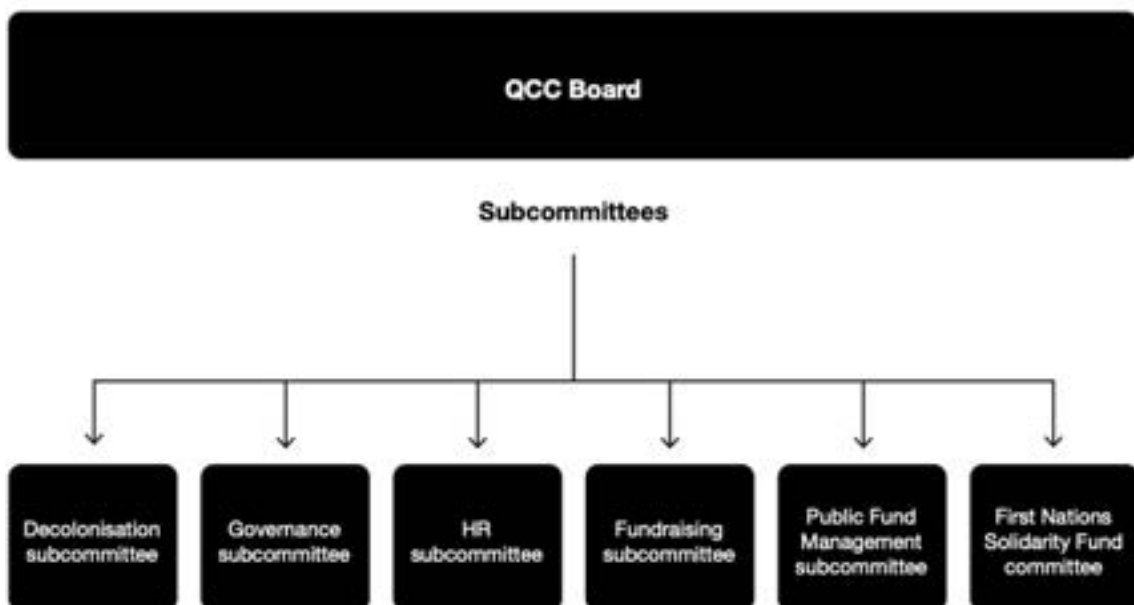 QCC Board
Subcommittees
Decolonisation
subcommittee
Governance
subcommittee
HR
subcommittee
Fundraising
subcommittee
Public Fund
Management
subcommittee
First Nations
Solidarity Fund
committee